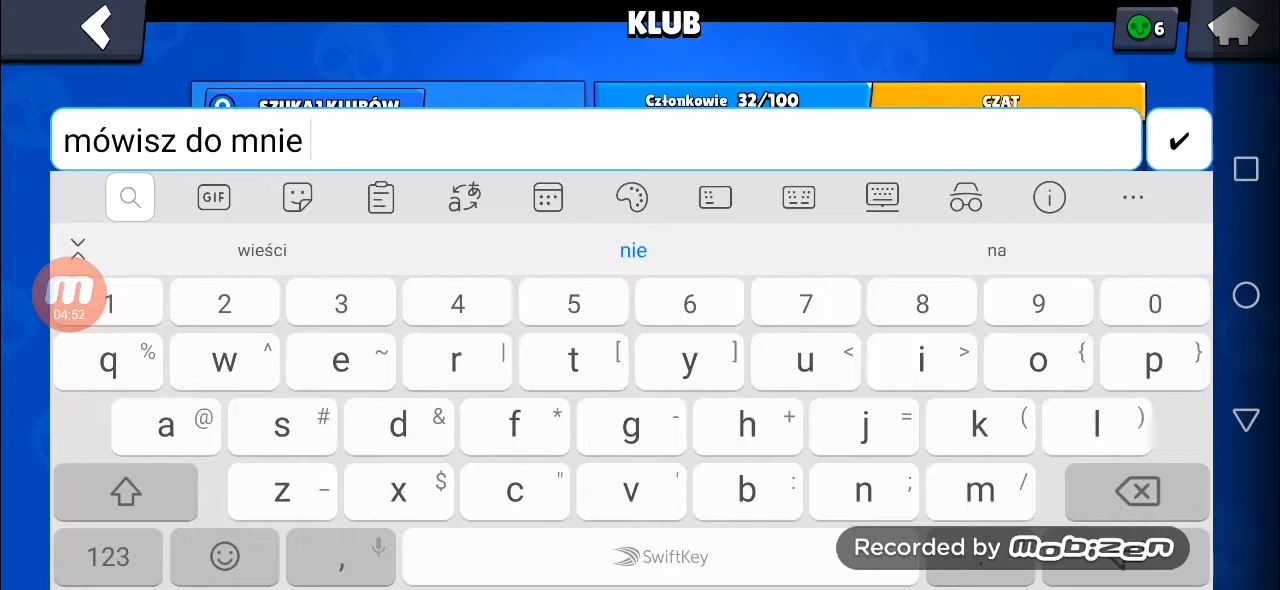 KLUB
6
SZUKAJ KLUBÓW
Członkowie 32/100
CZAT
mówisz do mnie
GIF
wieści nie na
04:52
1 2 3 4 5 6 7 8 9 0
q % w ^ e ~ r | t [ y ] u < i > o { p }
a @ s # d & f * g - h + j = k ( l )
z _ x $ c " v ' b : n ; m /
123 , SwiftKey .
Recorded by mobizen